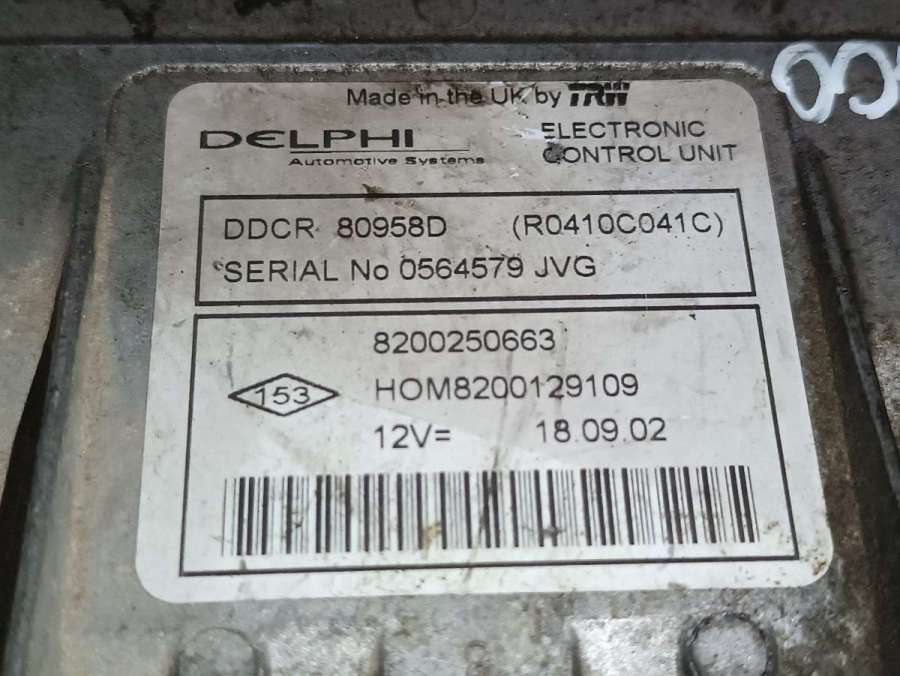 Made in the UK by TRW
DELPHI
Automotive Systems
ELECTRONIC
CONTROL UNIT
DDCR 80958D (R0410C041C)
SERIAL No 0564579 JVG
8200250663
153
HOM8200129109
12V= 18.09.02